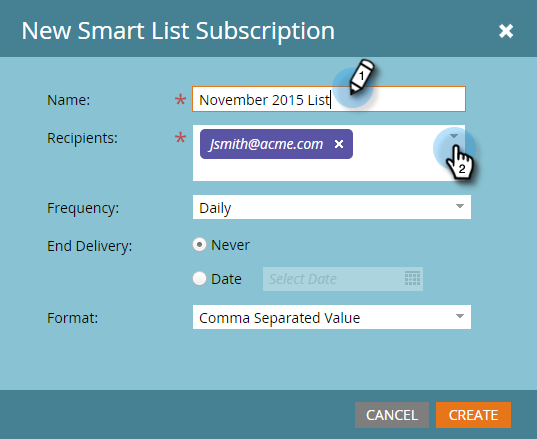 New Smart List Subscription
Name: * November 2015 List
1
Recipients: * Jsmith@acme.com ×
2
Frequency: Daily
End Delivery: Never
Date Select Date
Format: Comma Separated Value
CANCEL CREATE